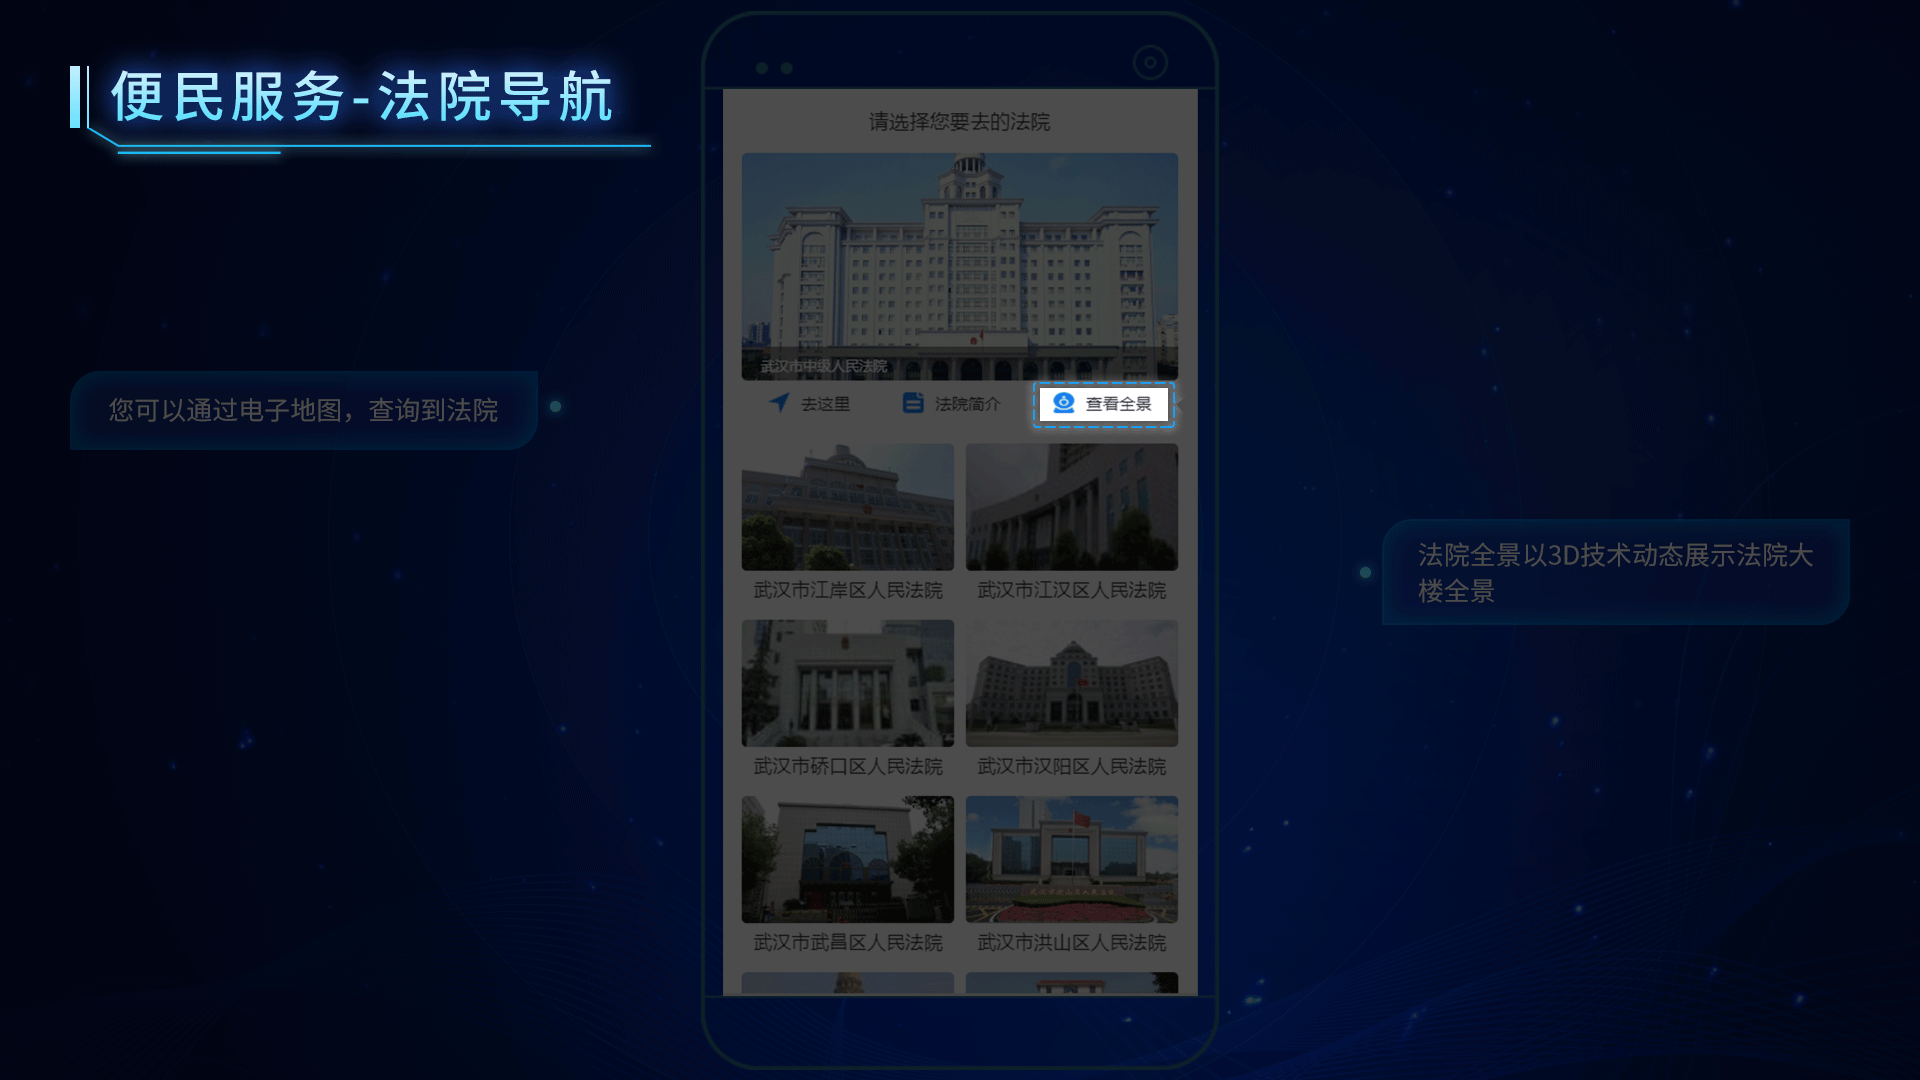 便民服务-法院导航
请选择您要去的法院
武汉市中级人民法院
去这里
法院简介
查看全景
您可以通过电子地图，查询到法院
法院全景以3D技术动态展示法院大
楼全景
武汉市江岸区人民法院
武汉市江汉区人民法院
武汉市硚口区人民法院
武汉市汉阳区人民法院
武汉市武昌区人民法院
武汉市洪山区人民法院